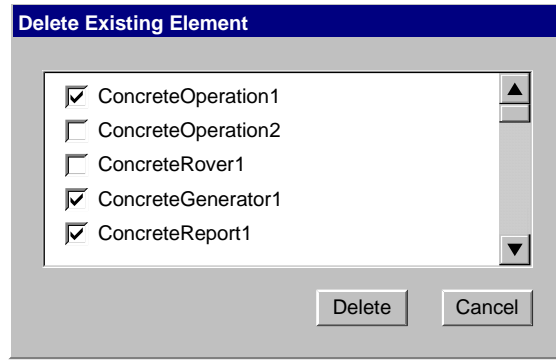 Delete Existing Element
ConcreteOperation1
ConcreteOperation2
ConcreteRover1
ConcreteGenerator1
ConcreteReport1
Delete Cancel